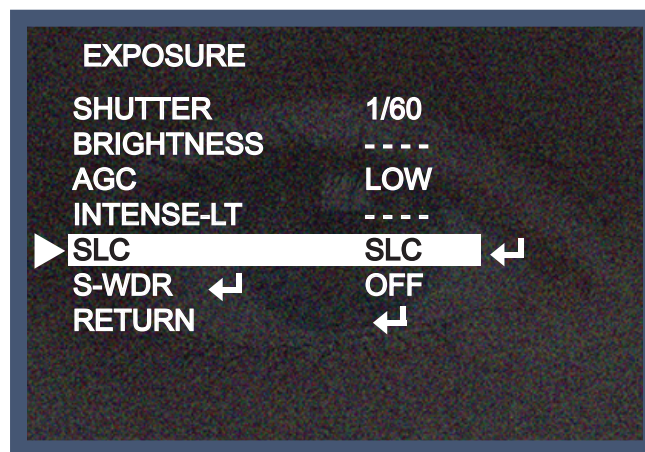 EXPOSURE
SHUTTER 1/60
BRIGHTNESS ----
AGC LOW
INTENSE-LT ----
SLC SLC ↵
S-WDR ↵ OFF
RETURN ↵